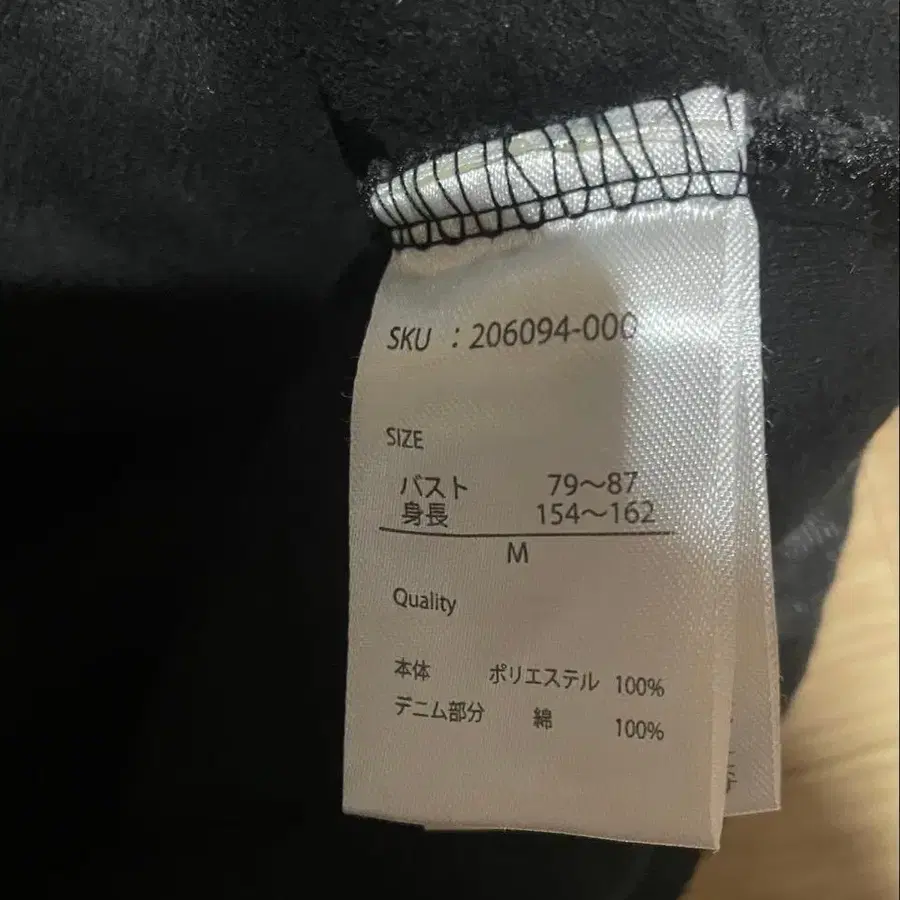 SKU : 206094-000
SIZE
バスト 79～87
身長 154～162
M
Quality
本体 ポリエステル 100%
デニム部分 綿 100%